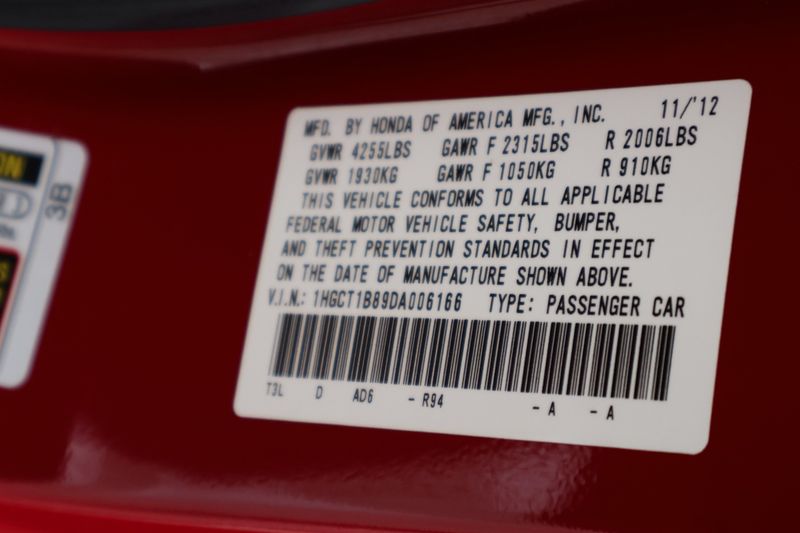 MFD. BY HONDA OF AMERICA MFG., INC. 11/'12
GVWR 4255LBS GAWR F 2315LBS R 2006LBS
GVWR 1930KG GAWR F 1050KG R 910KG
THIS VEHICLE CONFORMS TO ALL APPLICABLE
FEDERAL MOTOR VEHICLE SAFETY, BUMPER,
AND THEFT PREVENTION STANDARDS IN EFFECT
ON THE DATE OF MANUFACTURE SHOWN ABOVE.
V.I.N.: 1HGCT1B89DA006166 TYPE: PASSENGER CAR
T3L D AD6 - R94 - A - A
3B